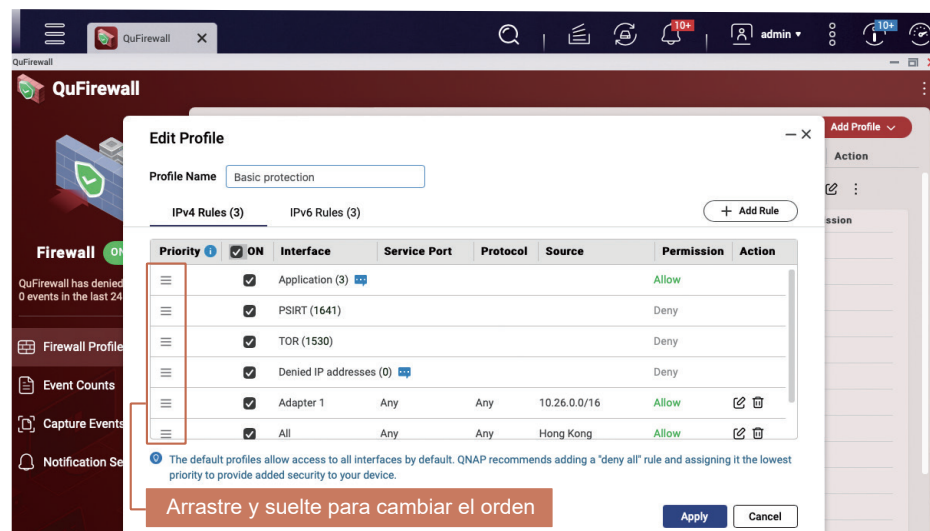 QuFirewall
10+
admin
10+
QuFirewall
QuFirewall
Add Profile
Action
Edit Profile
Profile Name Basic protection
IPv4 Rules (3) IPv6 Rules (3) + Add Rule
Priority ON Interface Service Port Protocol Source Permission Action
Application (3) Allow
PSIRT (1641) Deny
TOR (1530) Deny
Denied IP addresses (0) Deny
Adapter 1 Any Any 10.26.0.0/16 Allow
All Any Any Hong Kong Allow
The default profiles allow access to all interfaces by default. QNAP recommends adding a "deny all" rule and assigning it the lowest
priority to provide added security to your device.
Arrastre y suelte para cambiar el orden
Apply Cancel
Firewall
QuFirewall has denied
0 events in the last 24
Firewall Profile
Event Counts
Capture Events
Notification Se